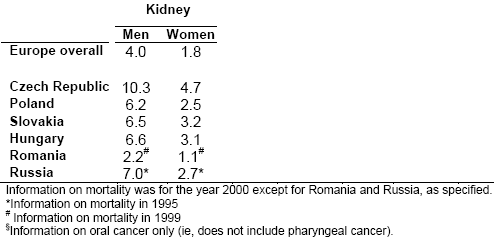 Kidney
Men Women
Europe overall 4.0 1.8
Czech Republic 10.3 4.7
Poland 6.2 2.5
Slovakia 6.5 3.2
Hungary 6.6 3.1
Romania 2.2# 1.1#
Russia 7.0* 2.7*
Information on mortality was for the year 2000 except for Romania and Russia, as specified.
*Information on mortality in 1995
# Information on mortality in 1999
§Information on oral cancer only (ie, does not include pharyngeal cancer).